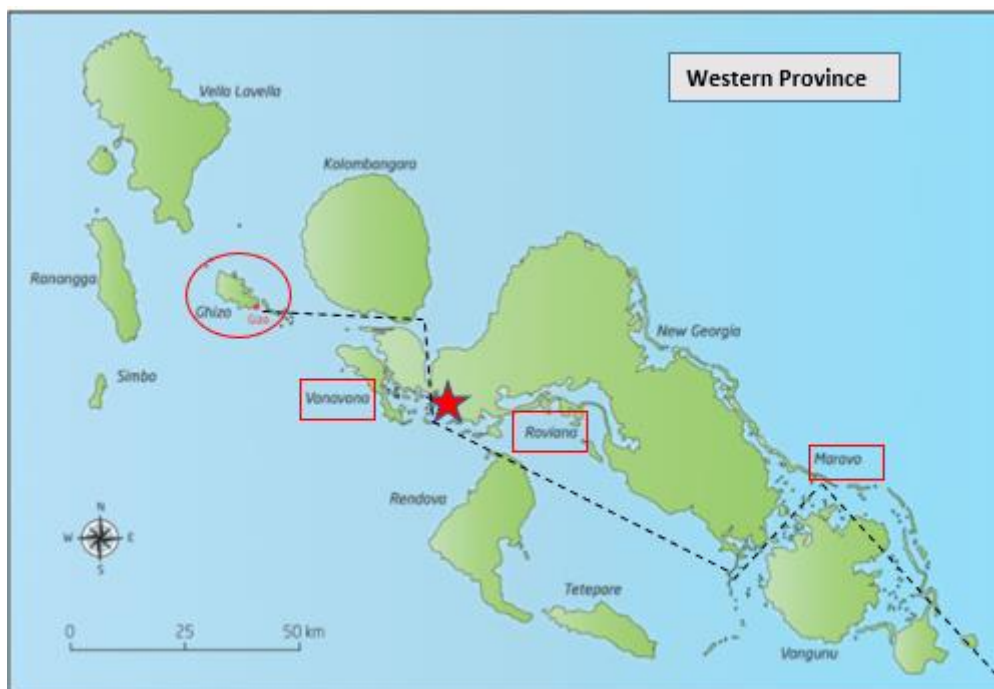 Western Province
Vella Lavella
Kolombangara
Ranongga
Ghizo
Gizo
New Georgia
Simbo
Vonavona
Roviana
Marovo
Rendova
N
W E
S
Tetepare
0 25 50 km
Vangunu